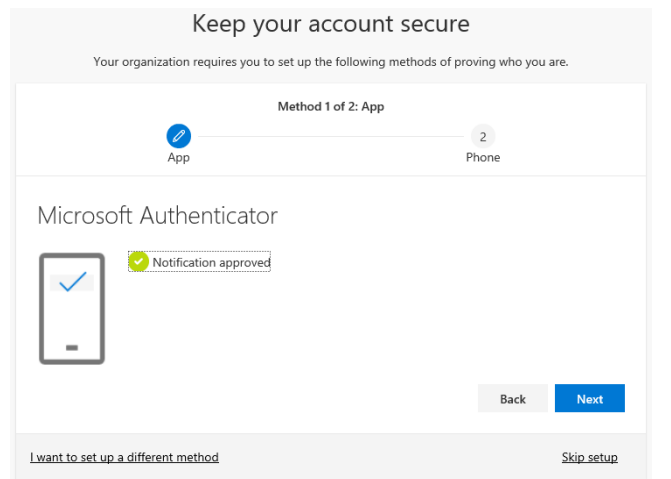 Keep your account secure
Your organization requires you to set up the following methods of proving who you are.
Method 1 of 2: App
2
App
Phone
Microsoft Authenticator
Notification approved
Back
Next
I want to set up a different method
Skip setup